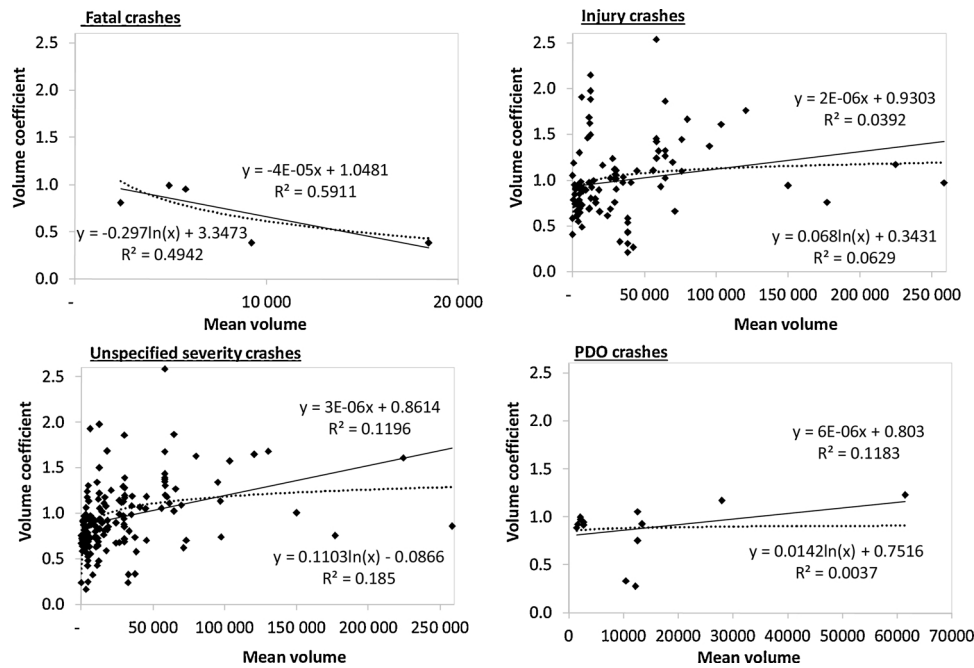 Fatal crashes
2.5
2.0
1.5
1.0
0.5
0.0
Volume coefficient
y = -4E-05x + 1.0481
R² = 0.5911
y = -0.297ln(x) + 3.3473
R² = 0.4942
-
10 000
20 000
Mean volume
Injury crashes
2.5
2.0
1.5
1.0
0.5
0.0
Volume coefficient
y = 2E-06x + 0.9303
R² = 0.0392
y = 0.068ln(x) + 0.3431
R² = 0.0629
-
50 000
100 000
150 000
200 000
250 000
Mean volume
Unspecified severity crashes
2.5
2.0
1.5
1.0
0.5
0.0
Volume coefficient
y = 3E-06x + 0.8614
R² = 0.1196
y = 0.1103ln(x) - 0.0866
R² = 0.185
-
50 000
100 000
150 000
200 000
250 000
Mean volume
PDO crashes
2.5
2.0
1.5
1.0
0.5
0.0
Volume coefficient
y = 6E-06x + 0.803
R² = 0.1183
y = 0.0142ln(x) + 0.7516
R² = 0.0037
0
10000
20000
30000
40000
50000
60000
70000
Mean volume